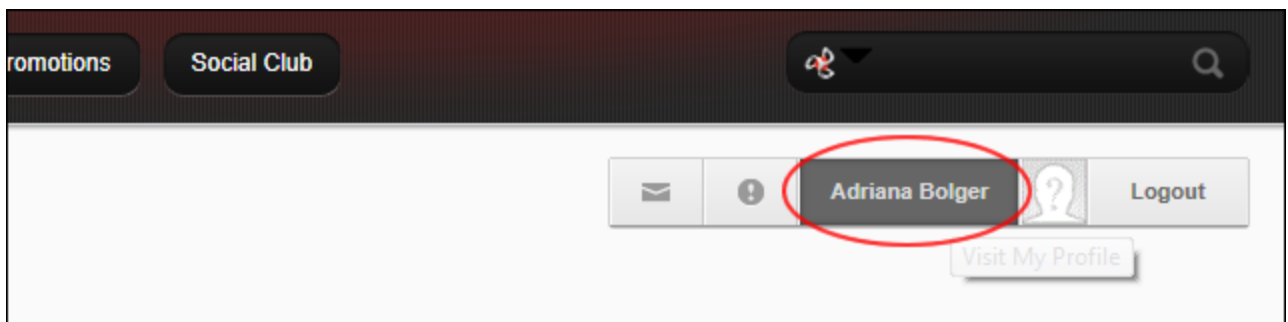 romotions
Social Club
Adriana Bolger
Logout
Visit My Profile